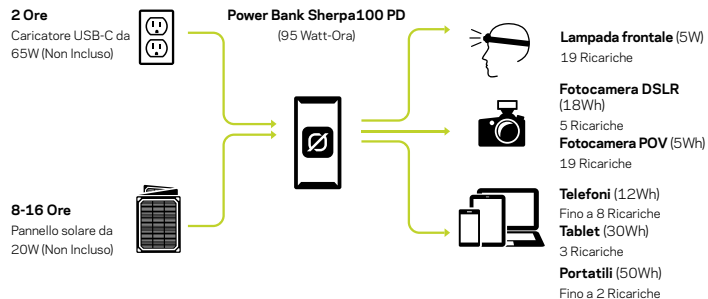 2 Ore
Caricatore USB-C da
65W (Non Incluso)
8-16 Ore
Pannello solare da
20W (Non Incluso)
Power Bank Sherpa100 PD
(95 Watt-Ora)
Lampada frontale (5W)
19 Ricariche
Fotocamera DSLR
(18Wh)
5 Ricariche
Fotocamera POV (5Wh)
19 Ricariche
Telefoni (12Wh)
Fino a 8 Ricariche
Tablet (30Wh)
3 Ricariche
Portatili (50Wh)
Fino a 2 Ricariche